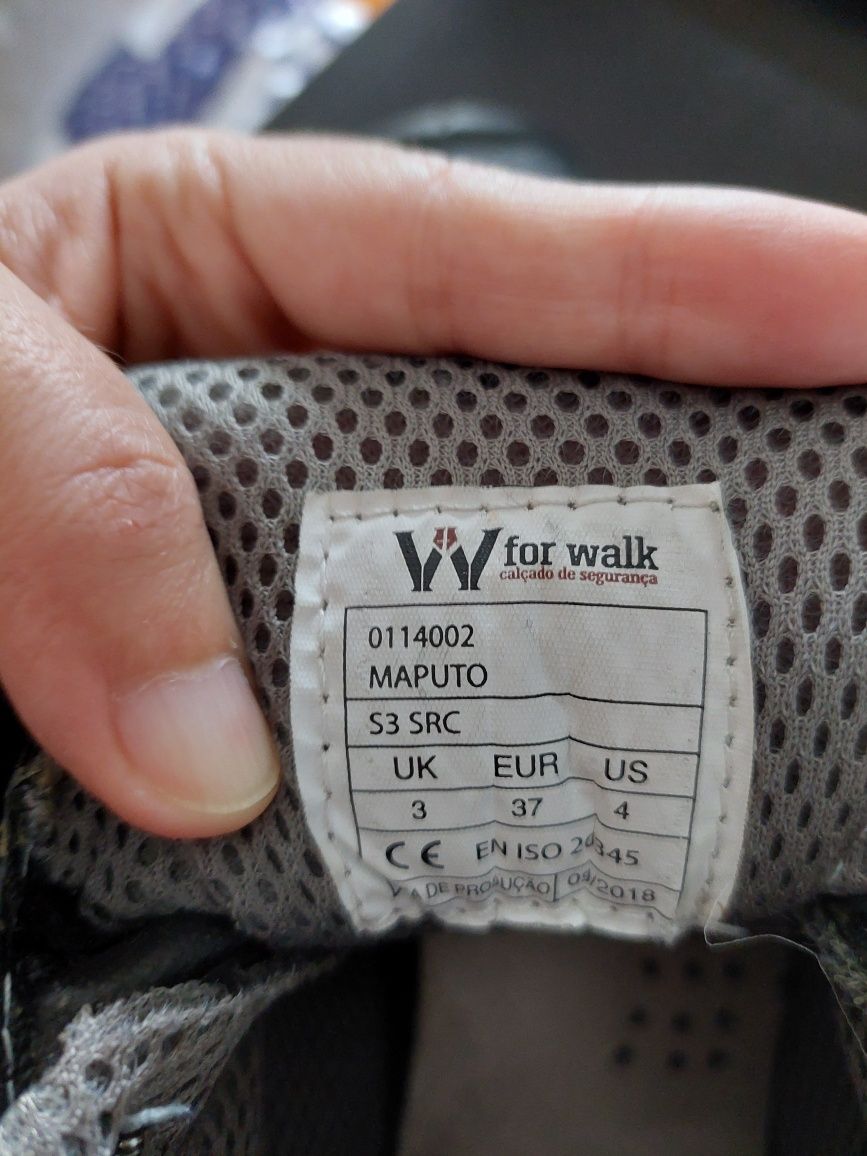 W for walk
calçado de segurança
0114002
MAPUTO
S3 SRC
UK EUR US
3 37 4
CE EN ISO 20345
DE PRODUÇÃO 09/2018